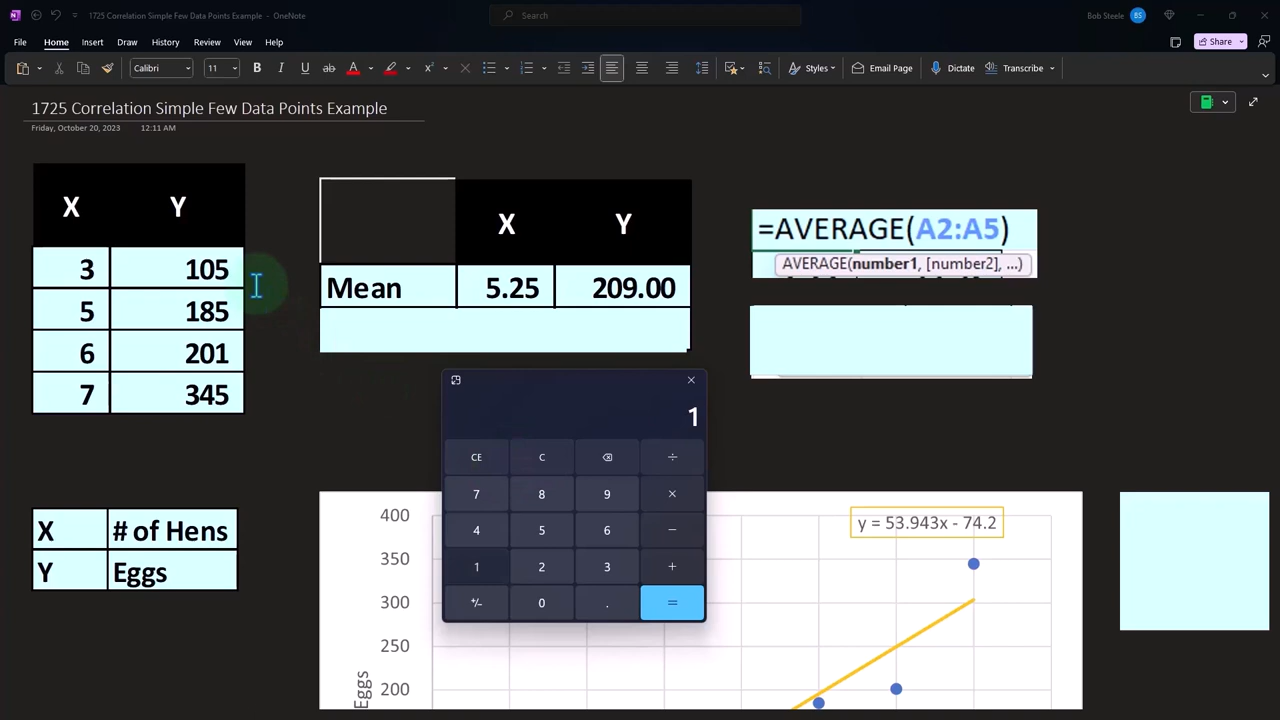 1725 Correlation Simple Few Data Points Example - OneNote
Search
Bob Steele BS
File Home Insert Draw History Review View Help
Share
Calibri 11 B I U ab A x² Styles Email Page Dictate Transcribe
1725 Correlation Simple Few Data Points Example
Friday, October 20, 2023 12:11 AM
X Y
3 105
5 185
6 201
7 345
X Y
Mean 5.25 209.00
=AVERAGE(A2:A5)
AVERAGE(number1, [number2], ...)
1
CE C ÷
7 8 9 ×
4 5 6 −
1 2 3 +
+/- 0 . =
X # of Hens
Y Eggs
y = 53.943x - 74.2
400
350
300
250
200
Eggs